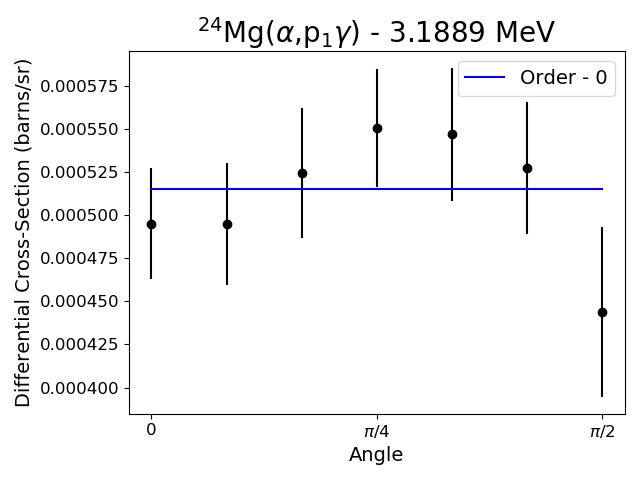 ²⁴Mg(α,p₁γ) - 3.1889 MeV
Order - 0
Differential Cross-Section (barns/sr)
0.000575
0.000550
0.000525
0.000500
0.000475
0.000450
0.000425
0.000400
0 π/4 π/2
Angle